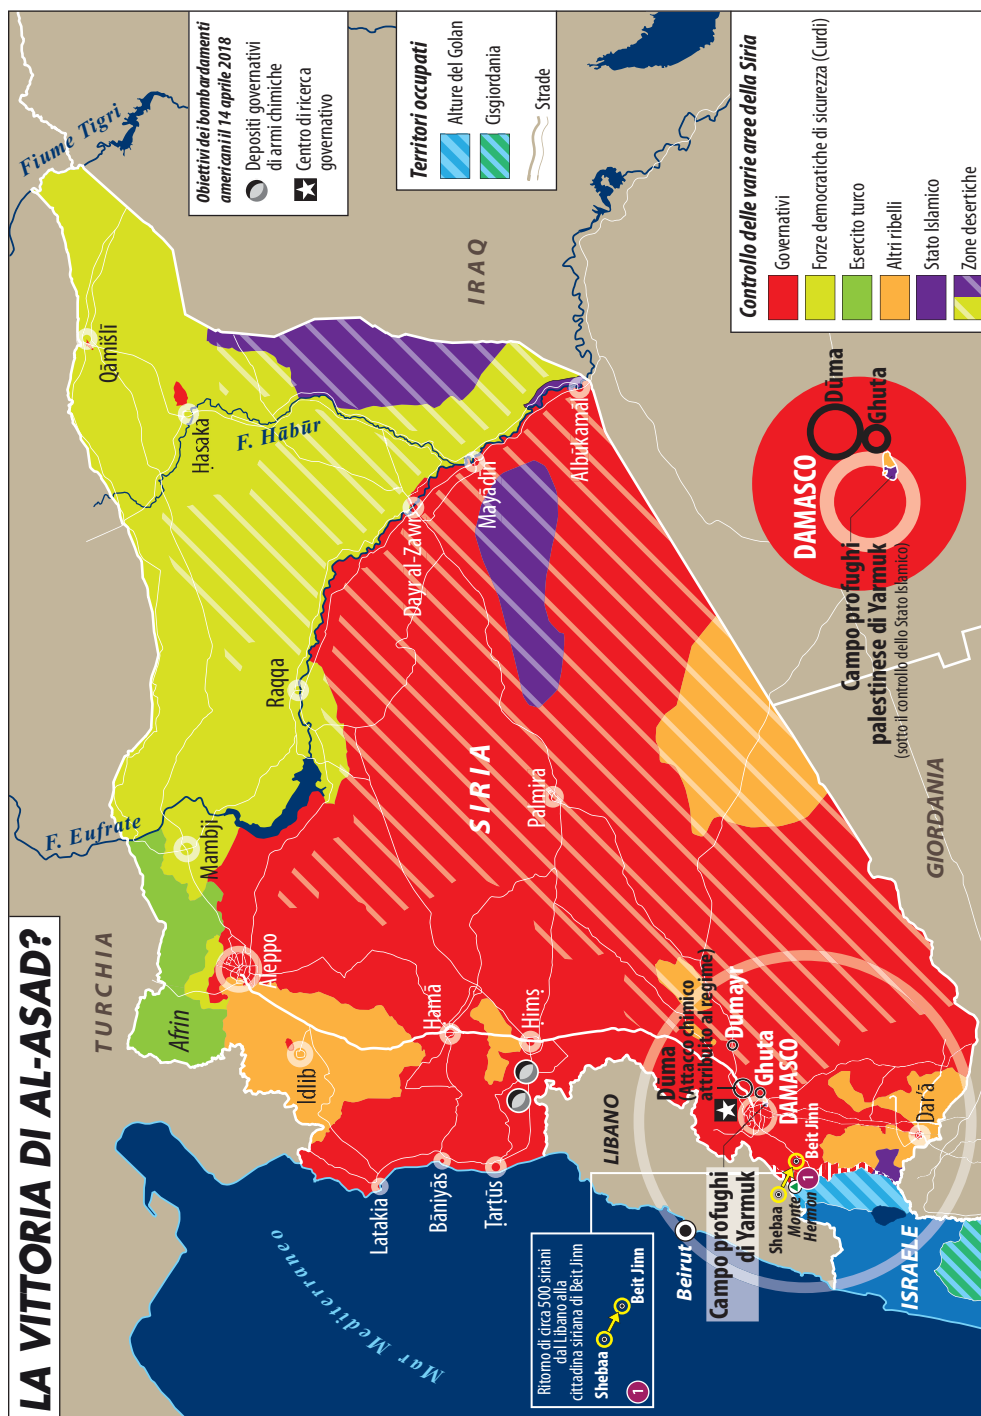 LA VITTORIA DI AL-ASAD?
TURCHIA
Fiume Tigri
F. Eufrate
Afrin
Mambji
Qāmišlī
Ḥasaka
F. Hābūr
Aleppo
Idlib
Raqqa
IRAQ
Latakia
Ḥamā
Dayr al-Zawr
Mayādīn
Bāniyās
SIRIA
Ṭarṭūs
Ḥimṣ
Palmira
Albūkamāl
Mar Mediterraneo
LIBANO
Beirut
Dūma
(Attacco chimico
attribuito al regime)
Dumayr
Ghuta
DAMASCO
Campo profughi
di Yarmuk
Shebaa
Monte
Hermon
Beit Jinn
1
Dar'ā
ISRAELE
GIORDANIA
Ritorno di circa 500 siriani
dal Libano alla
cittadina siriana di Beit Jinn
Shebaa
Beit Jinn
1
DAMASCO
Dūma
Ghuta
Campo profughi
palestinese di Yarmuk
(sotto il controllo dello Stato Islamico)
Obiettivi dei bombardamenti
americani il 14 aprile 2018
Depositi governativi
di armi chimiche
Centro di ricerca
governativo
Territori occupati
Alture del Golan
Cisgiordania
Strade
Controllo delle varie aree della Siria
Governativi
Forze democratiche di sicurezza (Curdi)
Esercito turco
Altri ribelli
Stato Islamico
Zone desertiche